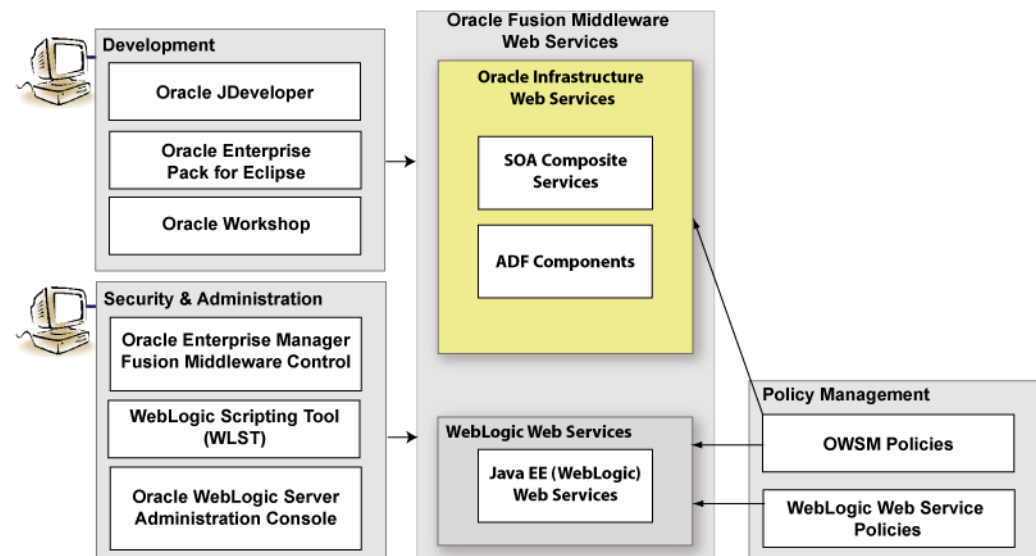 Development
Oracle JDeveloper
Oracle Enterprise
Pack for Eclipse
Oracle Workshop
Security & Administration
Oracle Enterprise Manager
Fusion Middleware Control
WebLogic Scripting Tool
(WLST)
Oracle WebLogic Server
Administration Console
Oracle Fusion Middleware
Web Services
Oracle Infrastructure
Web Services
SOA Composite
Services
ADF Components
WebLogic Web Services
Java EE (WebLogic)
Web Services
Policy Management
OWSM Policies
WebLogic Web Service
Policies